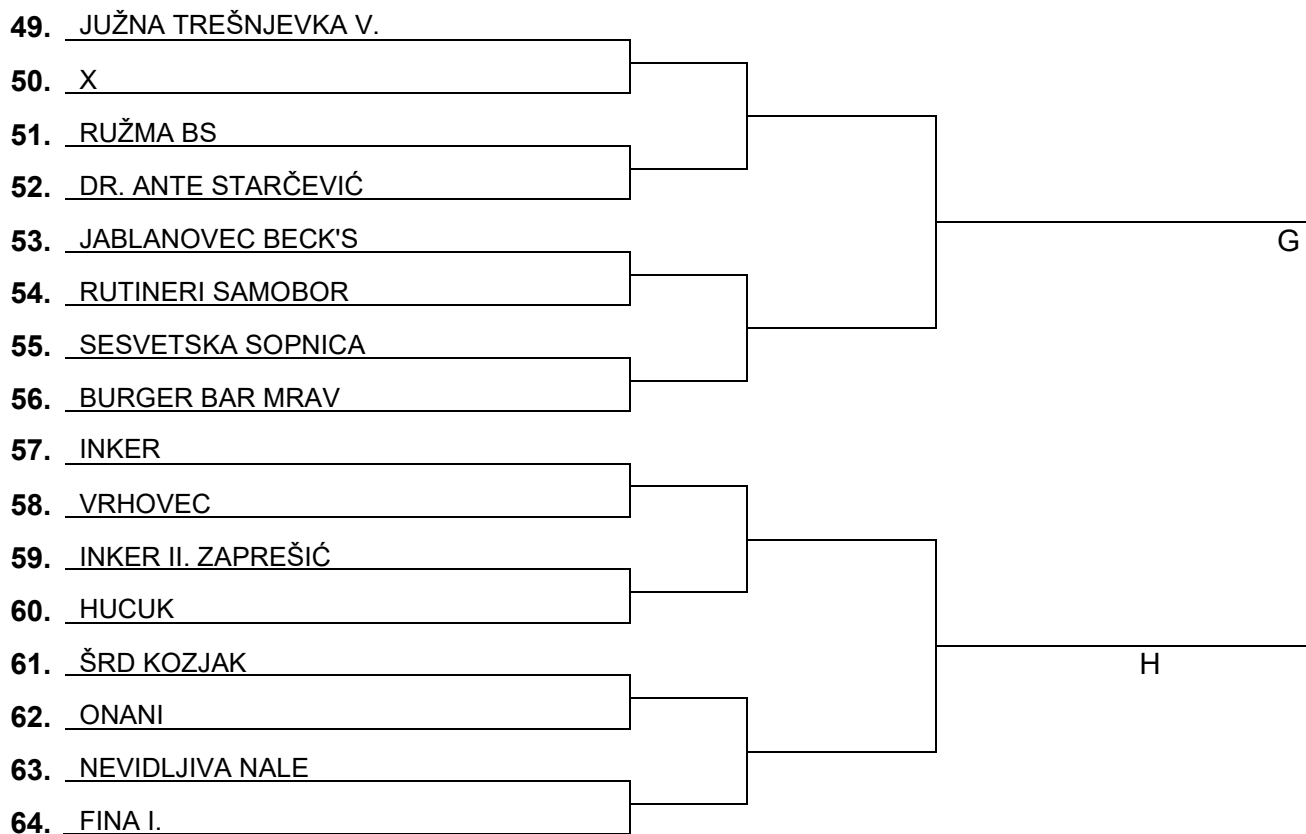 49. JUŽNA TREŠNJEVKA V.
50. X
51. RUŽMA BS
52. DR. ANTE STARČEVIĆ
53. JABLANOVEC BECK'S
G
54. RUTINERI SAMOBOR
55. SESVETSKA SOPNICA
56. BURGER BAR MRAV
57. INKER
58. VRHOVEC
59. INKER II. ZAPREŠIĆ
60. HUCUK
61. ŠRD KOZJAK
H
62. ONANI
63. NEVIDLJIVA NALE
64. FINA I.